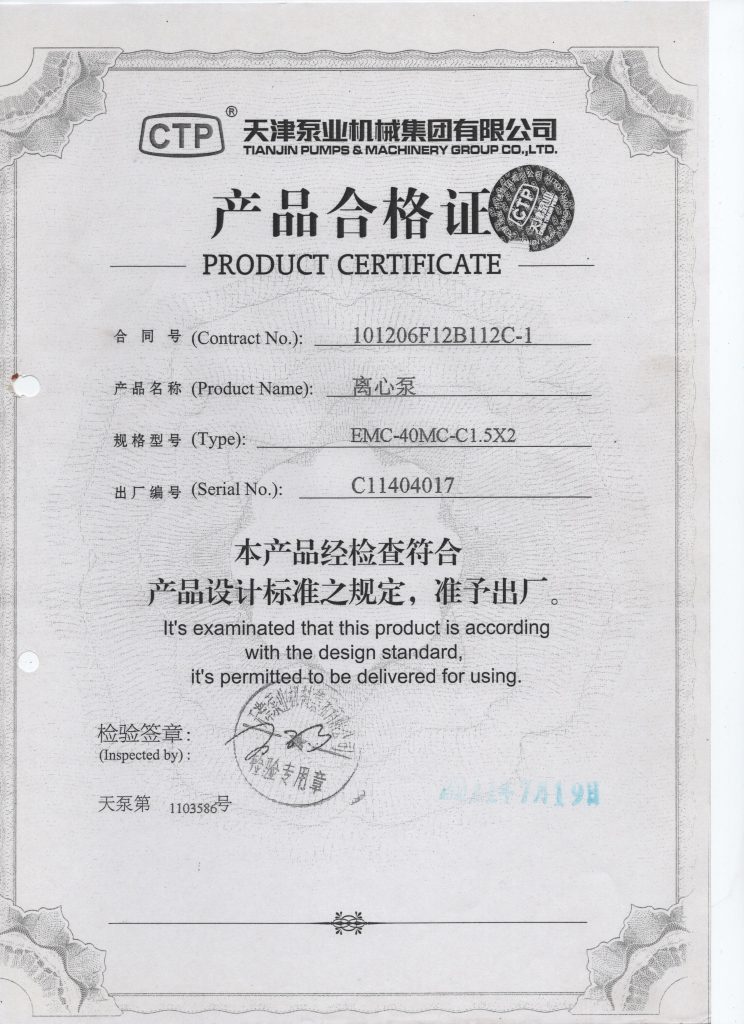 CTP®
天津泵业机械集团有限公司
TIANJIN PUMPS & MACHINERY GROUP CO.,LTD.
产品合格证
CTP
PRODUCT CERTIFICATE
合同号 (Contract No.): 101206F12B112C-1
产品名称 (Product Name): 离心泵
规格型号 (Type): EMC-40MC-C1.5X2
出厂编号 (Serial No.): C11404017
本产品经检查符合
产品设计标准之规定，准予出厂。
It's examinated that this product is according
with the design standard,
it's permitted to be delivered for using.
检验签章：
(Inspected by) :
检验专用章
天泵第 1103586号